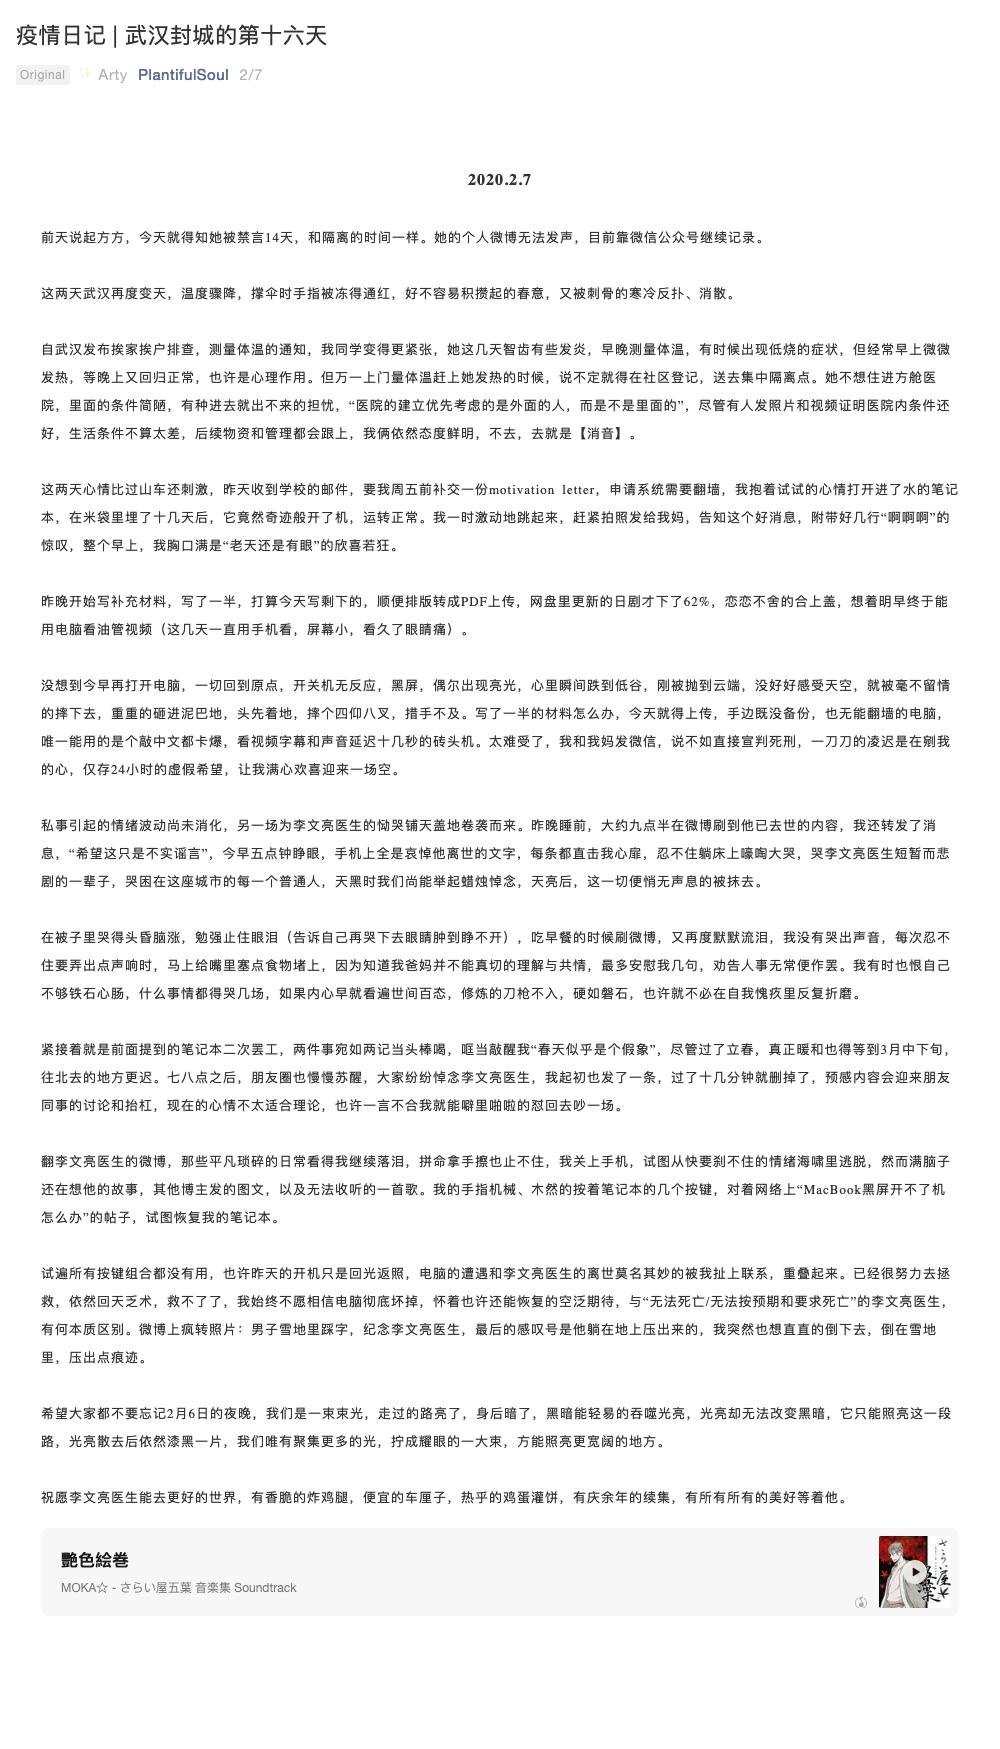 疫情日记 | 武汉封城的第十六天
Original ✨ Arty PlantifulSoul 2/7
2020.2.7
前天说起方方，今天就得知她被禁言14天，和隔离的时间一样。她的个人微博无法发声，目前靠微信公众号继续记录。
这两天武汉再度变天，温度骤降，撑伞时手指被冻得通红，好不容易积攒起的春意，又被刺骨的寒冷反扑、消散。
自武汉发布挨家挨户排查，测量体温的通知，我同学变得更紧张，她这几天智齿有些发炎，早晚测量体温，有时候出现低烧的症状，但经常早上微微
发热，等晚上又回归正常，也许是心理作用。但万一上门量体温赶上她发热的时候，说不定就得在社区登记，送去集中隔离点。她不想住进方舱医
院，里面的条件简陋，有种进去就出不来的担忧，“医院的建立优先考虑的是外面的人，而是不是里面的”，尽管有人发照片和视频证明医院内条件还
好，生活条件不算太差，后续物资和管理都会跟上，我俩依然态度鲜明，不去，去就是【消音】。
这两天心情比过山车还刺激，昨天收到学校的邮件，要我周五前补交一份motivation letter，申请系统需要翻墙，我抱着试试的心情打开进了水的笔记
本，在米袋里埋了十几天后，它竟然奇迹般开了机，运转正常。我一时激动地跳起来，赶紧拍照发给我妈，告知这个好消息，附带好几行“啊啊啊”的
惊叹，整个早上，我胸口满是“老天还是有眼”的欣喜若狂。
昨晚开始写补充材料，写了一半，打算今天写剩下的，顺便排版转成PDF上传，网盘里更新的日剧才下了62%，恋恋不舍的合上盖，想着明早终于能
用电脑看油管视频（这几天一直用手机看，屏幕小，看久了眼睛痛）。
没想到今早再打开电脑，一切回到原点，开关机无反应，黑屏，偶尔出现亮光，心里瞬间跌到低谷，刚被抛到云端，没好好感受天空，就被毫不留情
的摔下去，重重的砸进泥巴地，头先着地，摔个四仰八叉，措手不及。写了一半的材料怎么办，今天就得上传，手边既没备份，也无能翻墙的电脑，
唯一能用的是个敲中文都卡爆，看视频字幕和声音延迟十几秒的砖头机。太难受了，我和我妈发微信，说不如直接宣判死刑，一刀刀的凌迟是在剜我
的心，仅存24小时的虚假希望，让我满心欢喜迎来一场空。
私事引起的情绪波动尚未消化，另一场为李文亮医生的恸哭铺天盖地卷袭而来。昨晚睡前，大约九点半在微博刷到他已去世的内容，我还转发了消
息，“希望这只是不实谣言”，今早五点钟睁眼，手机上全是哀悼他离世的文字，每条都直击我心扉，忍不住躺床上嚎啕大哭，哭李文亮医生短暂而悲
剧的一辈子，哭困在这座城市的每一个普通人，天黑时我们尚能举起蜡烛悼念，天亮后，这一切便悄无声息的被抹去。
在被子里哭得头昏脑涨，勉强止住眼泪（告诉自己再哭下去眼睛肿到睁不开），吃早餐的时候刷微博，又再度默默流泪，我没有哭出声音，每次忍不
住要弄出点声响时，马上给嘴里塞点食物堵上，因为知道我爸妈并不能真切的理解与共情，最多安慰我几句，劝告人事无常便作罢。我有时也恨自己
不够铁石心肠，什么事情都得哭几场，如果内心早就看遍世间百态，修炼的刀枪不入，硬如磐石，也许就不必在自我愧疚里反复折磨。
紧接着就是前面提到的笔记本二次罢工，两件事宛如两记当头棒喝，哐当敲醒我“春天似乎是个假象”，尽管过了立春，真正暖和也得等到3月中下旬，
往北去的地方更迟。七八点之后，朋友圈也慢慢苏醒，大家纷纷悼念李文亮医生，我起初也发了一条，过了十几分钟就删掉了，预感内容会迎来朋友
同事的讨论和抬杠，现在的心情不太适合理论，也许一言不合我就能噼里啪啦的怼回去吵一场。
翻李文亮医生的微博，那些平凡琐碎的日常看得我继续落泪，拼命拿手擦也止不住，我关上手机，试图从快要刹不住的情绪海啸里逃脱，然而满脑子
还在想他的故事，其他博主发的图文，以及无法收听的一首歌。我的手指机械、木然的按着笔记本的几个按键，对着网络上“MacBook黑屏开不了机
怎么办”的帖子，试图恢复我的笔记本。
试遍所有按键组合都没有用，也许昨天的开机只是回光返照，电脑的遭遇和李文亮医生的离世莫名其妙的被我扯上联系，重叠起来。已经很努力去拯
救，依然回天乏术，救不了了，我始终不愿相信电脑彻底坏掉，怀着也许还能恢复的空泛期待，与“无法死亡/无法按预期和要求死亡”的李文亮医生，
有何本质区别。微博上疯转照片：男子雪地里踩字，纪念李文亮医生，最后的感叹号是他躺在地上压出来的，我突然也想直直的倒下去，倒在雪地
里，压出点痕迹。
希望大家都不要忘记2月6日的夜晚，我们是一束束光，走过的路亮了，身后暗了，黑暗能轻易的吞噬光亮，光亮却无法改变黑暗，它只能照亮这一段
路，光亮散去后依然漆黑一片，我们唯有聚集更多的光，拧成耀眼的一大束，方能照亮更宽阔的地方。
祝愿李文亮医生能去更好的世界，有香脆的炸鸡腿，便宜的车厘子，热乎的鸡蛋灌饼，有庆余年的续集，有所有所有的美好等着他。
艶色絵巻
MOKA☆ - さらい屋五葉 音楽集 Soundtrack